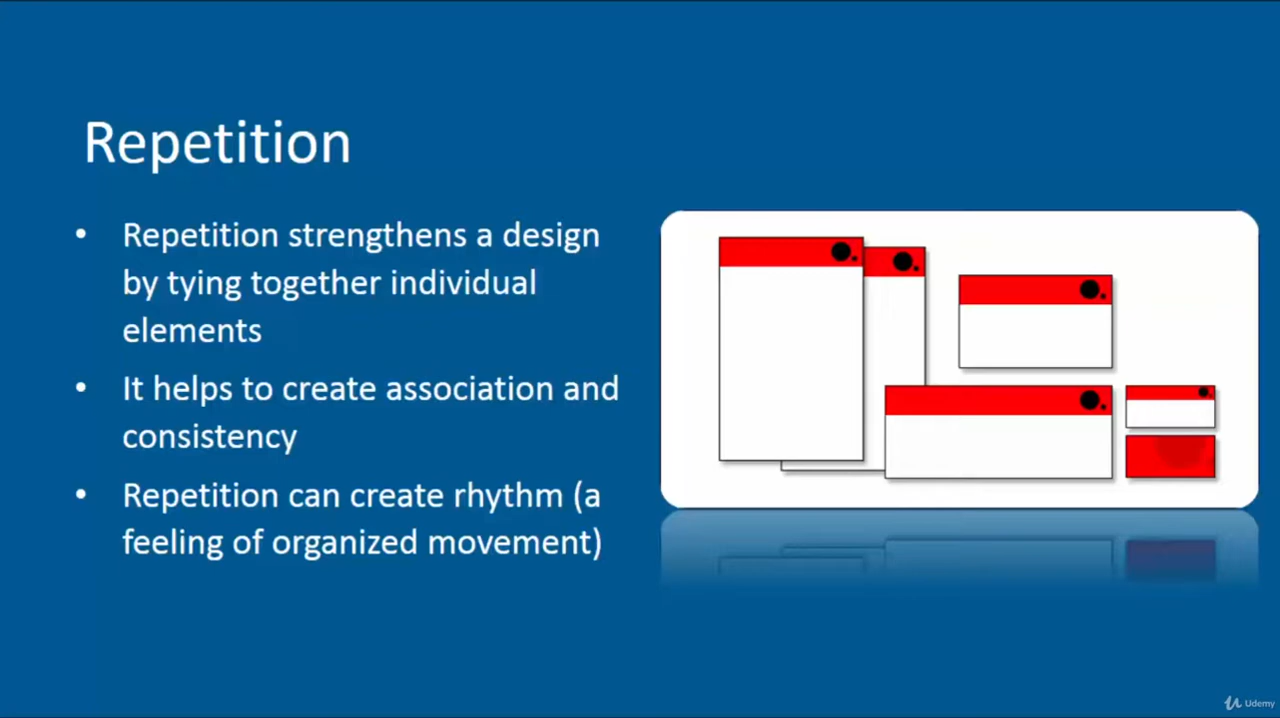 Repetition
• Repetition strengthens a design
by tying together individual
elements
• It helps to create association and
consistency
• Repetition can create rhythm (a
feeling of organized movement)
Udemy